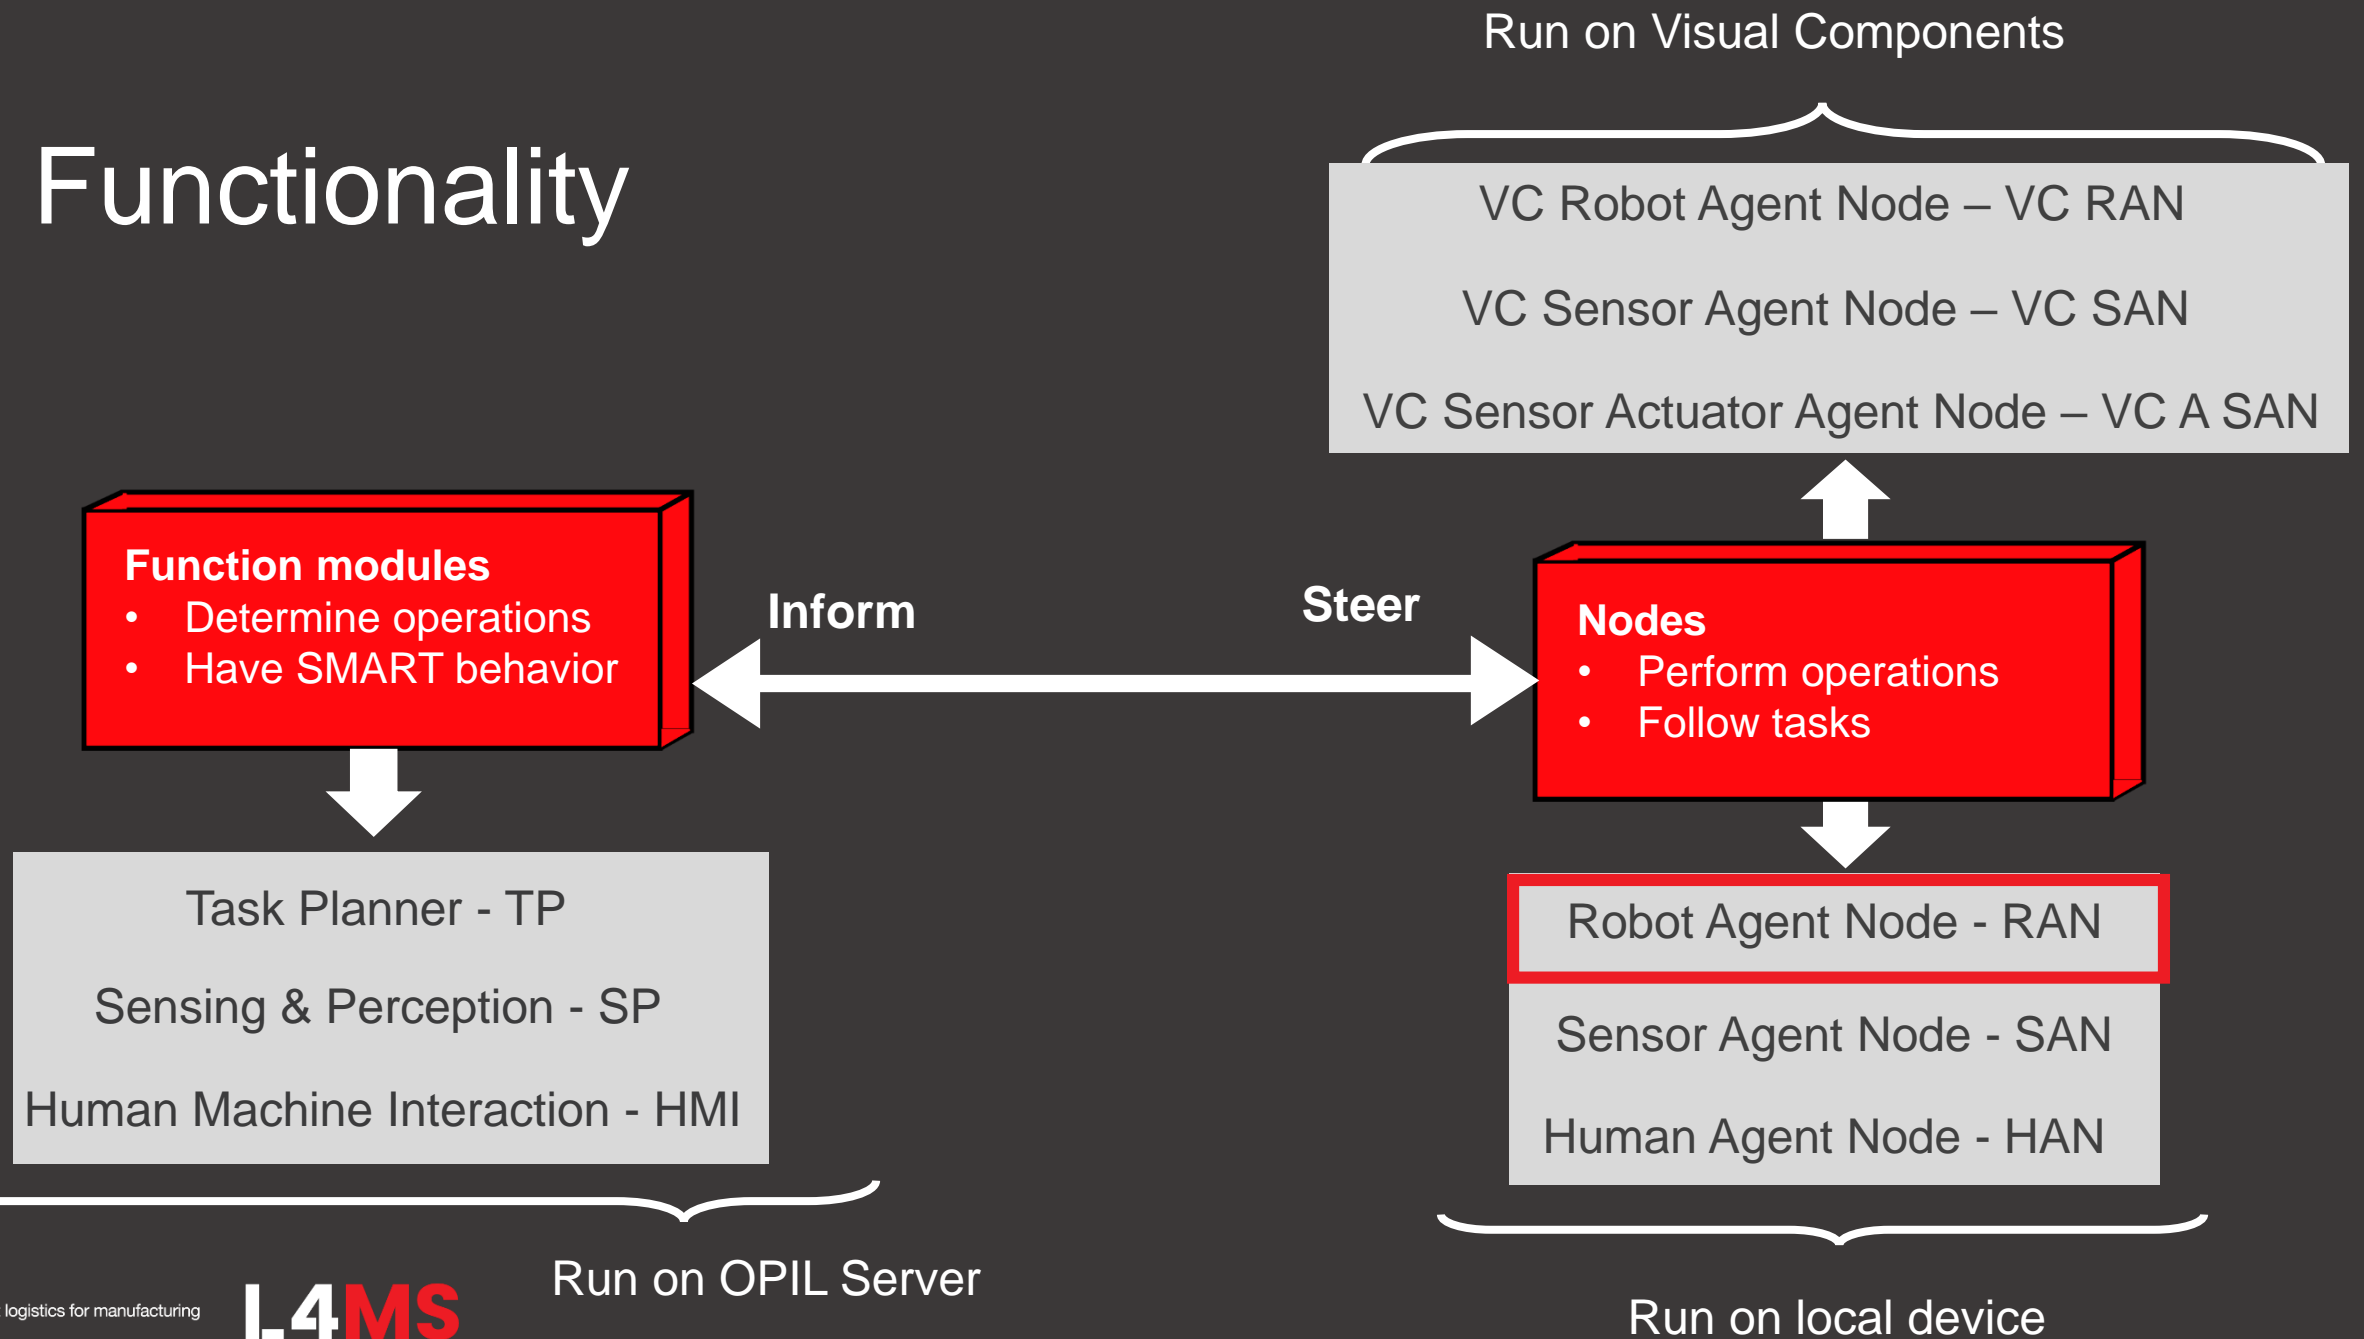 Run on Visual Components
Functionality
VC Robot Agent Node – VC RAN
VC Sensor Agent Node – VC SAN
VC Sensor Actuator Agent Node – VC A SAN
Function modules
• Determine operations
• Have SMART behavior
Inform
Steer
Nodes
• Perform operations
• Follow tasks
Task Planner - TP
Sensing & Perception - SP
Human Machine Interaction - HMI
Robot Agent Node - RAN
Sensor Agent Node - SAN
Human Agent Node - HAN
Run on OPIL Server
Run on local device
logistics for manufacturing
L4MS